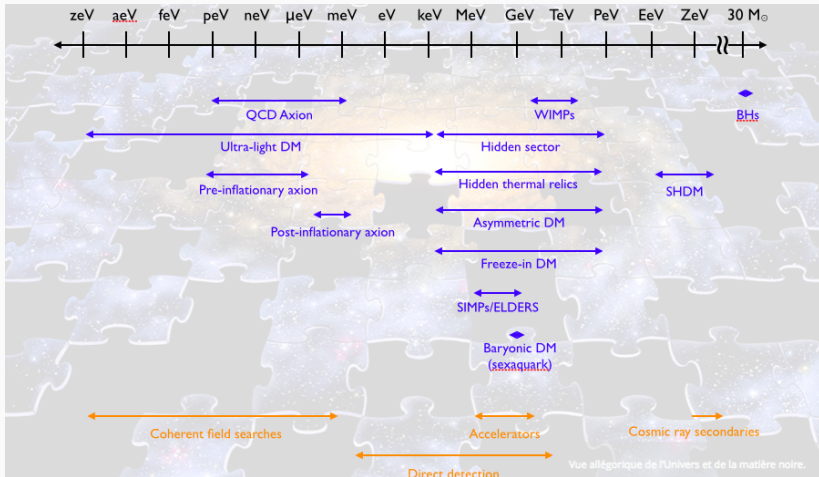 zeV aeV feV peV neV μeV meV eV keV MeV GeV TeV PeV EeV ZeV 30 M☉
QCD Axion WIMPs BHs
Ultra-light DM Hidden sector
Pre-inflationary axion Hidden thermal relics SHDM
Post-inflationary axion Asymmetric DM
Freeze-in DM
SIMPs/ELDERS
Baryonic DM
(sexaquark)
Coherent field searches Accelerators Cosmic ray secondaries
Direct detection
Vue allégorique de l'Univers et de la matière noire.